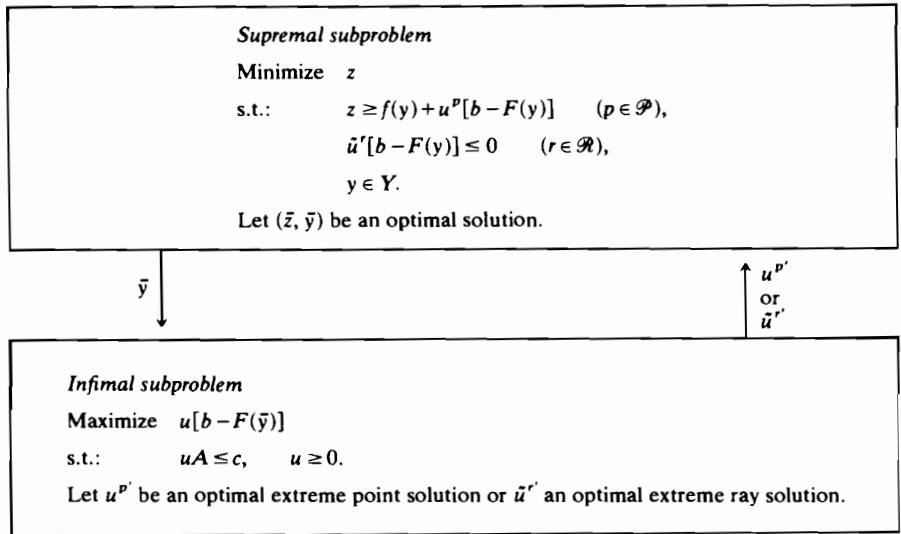 Supremal subproblem
Minimize z
s.t.: z ≥ f(y) + u^p[b − F(y)] (p ∈ 𝒫),
ũ^r[b − F(y)] ≤ 0 (r ∈ ℛ),
y ∈ Y.
Let (z̄, ȳ) be an optimal solution.
ȳ
u^p′
or
ũ^r′
Infimal subproblem
Maximize u[b − F(ȳ)]
s.t.: uA ≤ c, u ≥ 0.
Let u^p′ be an optimal extreme point solution or ũ^r′ an optimal extreme ray solution.